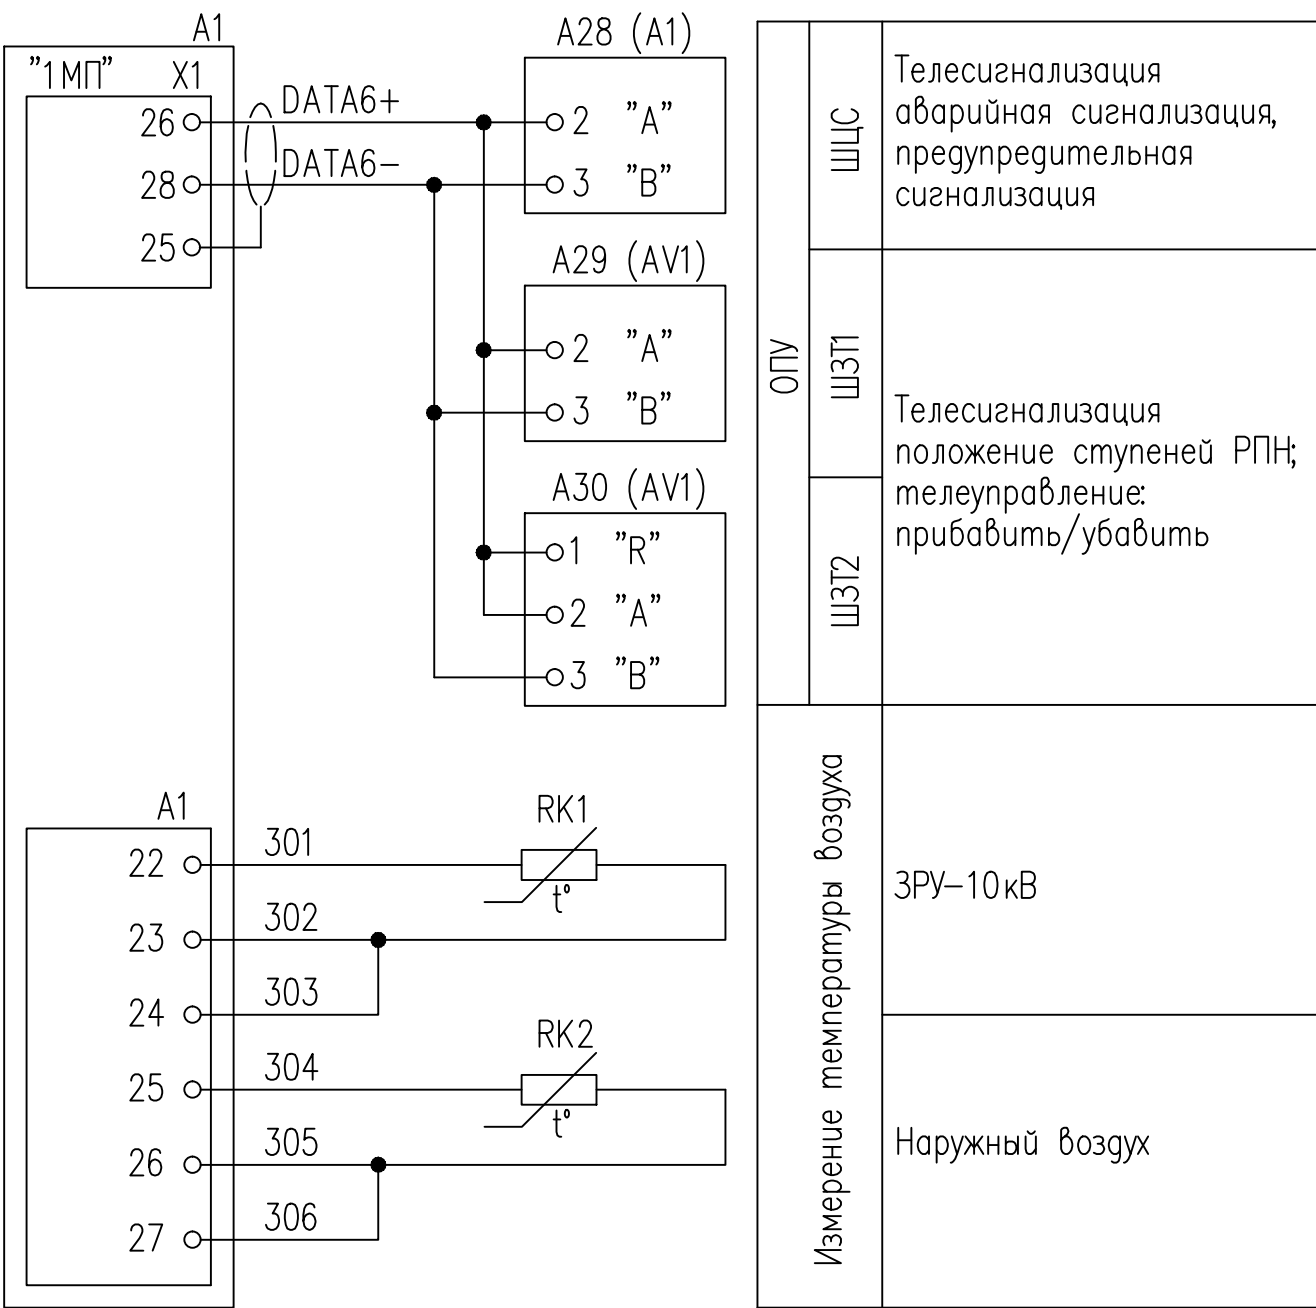 A1
"1МП" X1
26
DATA6+
28
DATA6-
25
A28 (A1)
2 "A"
3 "B"
A29 (AV1)
2 "A"
3 "B"
A30 (AV1)
1 "R"
2 "A"
3 "B"
A1
22
301
23
302
24
303
25
304
26
305
27
306
RK1
t°
RK2
t°
ОПУ
ШЦС
Телесигнализация
аварийная сигнализация,
предупредительная
сигнализация
ШЗТ1
ШЗТ2
Телесигнализация
положение ступеней РПН;
телеуправление:
прибавить/убавить
Измерение температуры воздуха
ЗРУ-10кВ
Наружный воздух